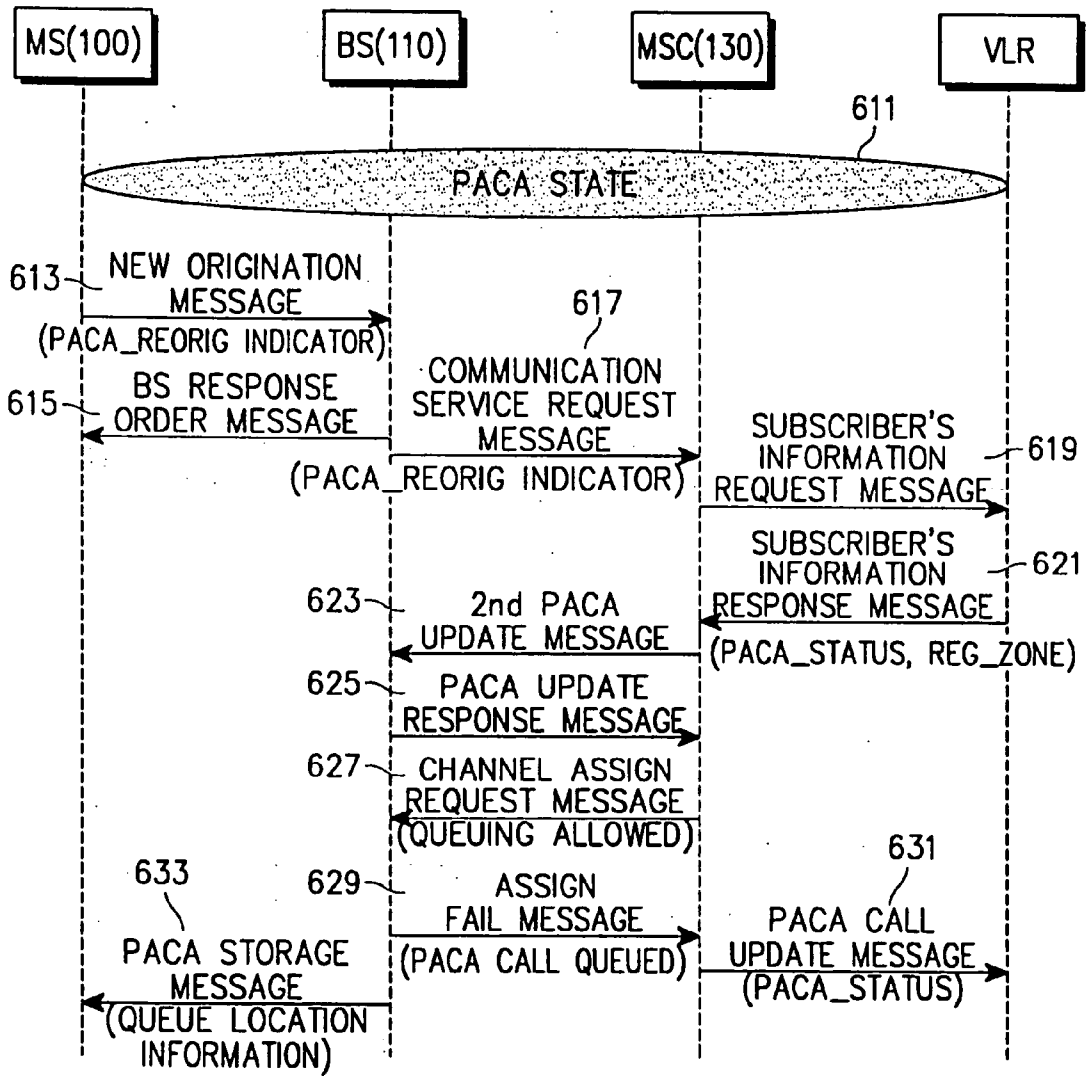 MS(100)
BS(110)
MSC(130)
VLR
611
PACA STATE
613
NEW ORIGINATION
MESSAGE
(PACA_REORIG INDICATOR)
617
COMMUNICATION
SERVICE REQUEST
MESSAGE
(PACA_REORIG INDICATOR)
615
BS RESPONSE
ORDER MESSAGE
SUBSCRIBER'S
INFORMATION
REQUEST MESSAGE
619
SUBSCRIBER'S
INFORMATION
RESPONSE MESSAGE
621
(PACA_STATUS, REG_ZONE)
623
2nd PACA
UPDATE MESSAGE
625
PACA UPDATE
RESPONSE MESSAGE
627
CHANNEL ASSIGN
REQUEST MESSAGE
(QUEUING ALLOWED)
629
ASSIGN
FAIL MESSAGE
(PACA CALL QUEUED)
631
PACA CALL
UPDATE MESSAGE
(PACA_STATUS)
633
PACA STORAGE
MESSAGE
(QUEUE LOCATION
INFORMATION)